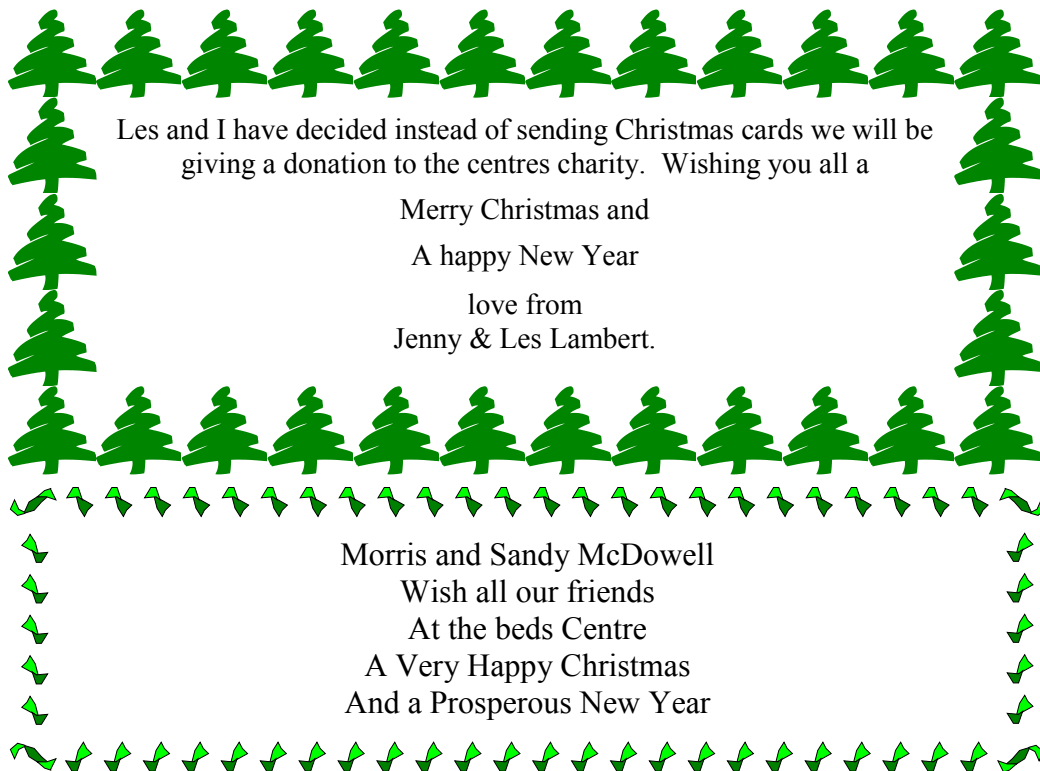 Les and I have decided instead of sending Christmas cards we will be
giving a donation to the centres charity.  Wishing you all a
Merry Christmas and
A happy New Year
love from
Jenny & Les Lambert.
Morris and Sandy McDowell
Wish all our friends
At the beds Centre
A Very Happy Christmas
And a Prosperous New Year